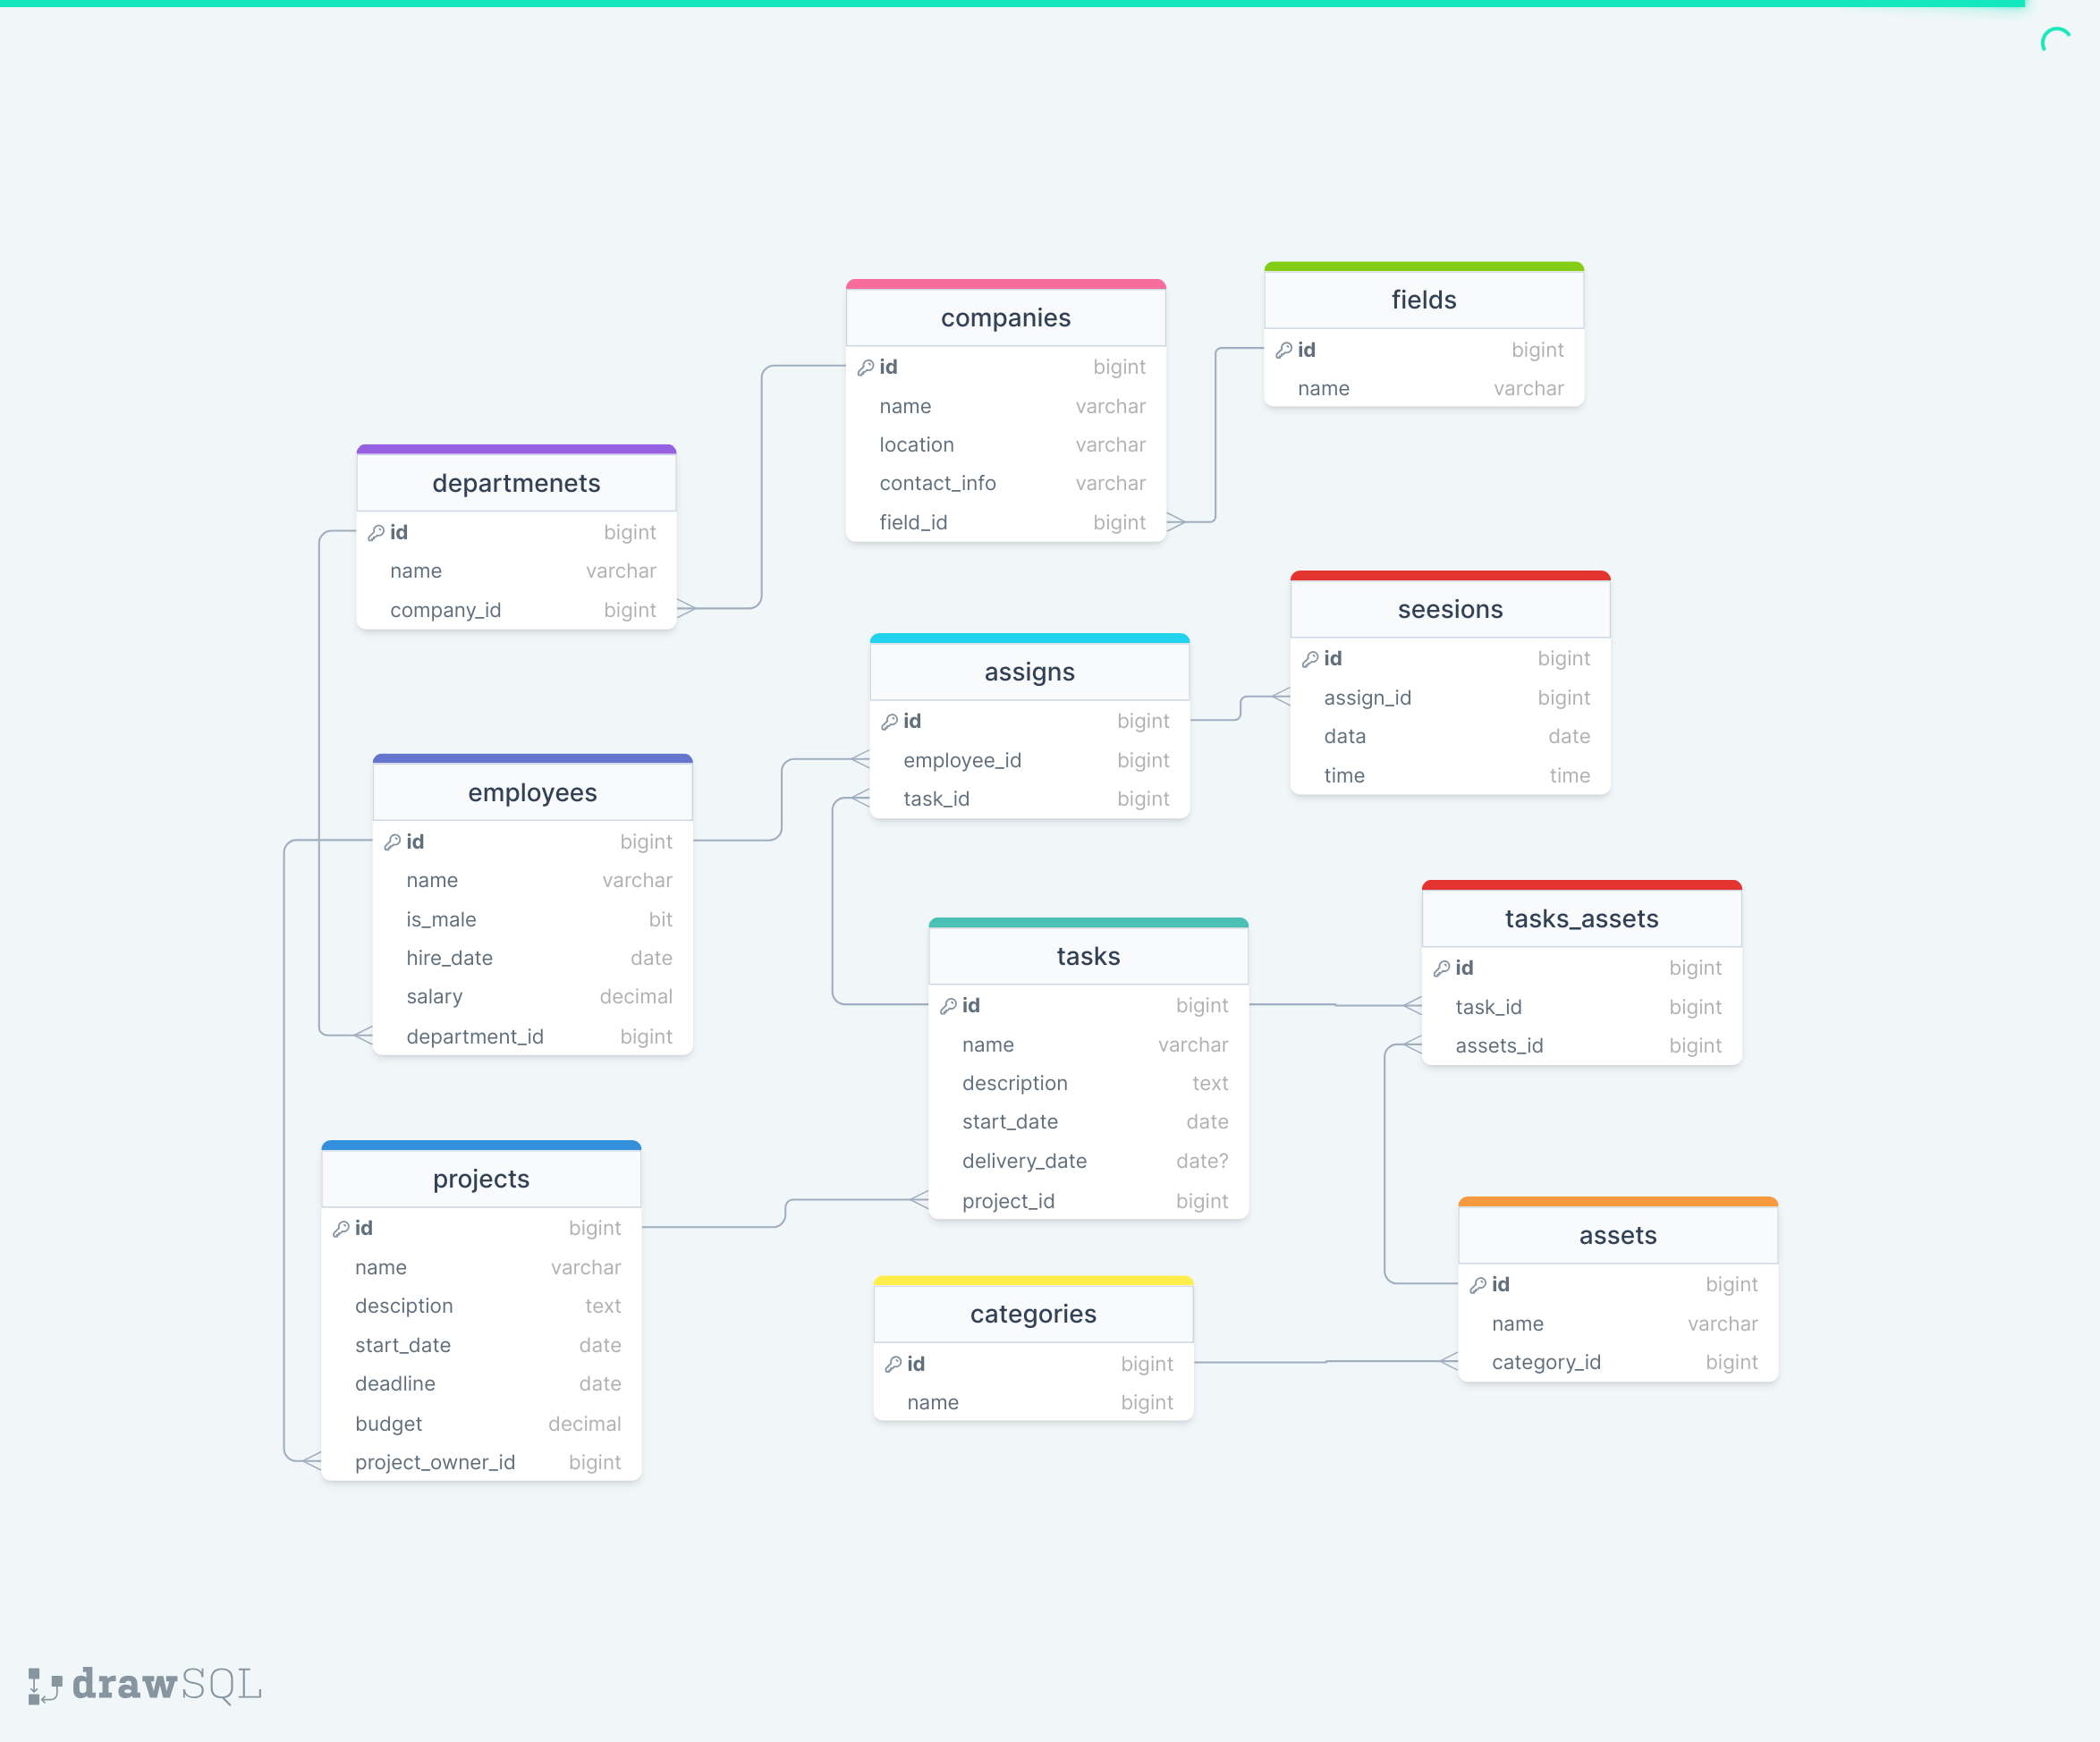 companies
id bigint
name varchar
location varchar
contact_info varchar
field_id bigint
fields
id bigint
name varchar
departmenets
id bigint
name varchar
company_id bigint
seesions
id bigint
assign_id bigint
data date
time time
assigns
id bigint
employee_id bigint
task_id bigint
employees
id bigint
name varchar
is_male bit
hire_date date
salary decimal
department_id bigint
tasks_assets
id bigint
task_id bigint
assets_id bigint
tasks
id bigint
name varchar
description text
start_date date
delivery_date date?
project_id bigint
projects
id bigint
name varchar
desciption text
start_date date
deadline date
budget decimal
project_owner_id bigint
assets
id bigint
name varchar
category_id bigint
categories
id bigint
name bigint
drawSQL